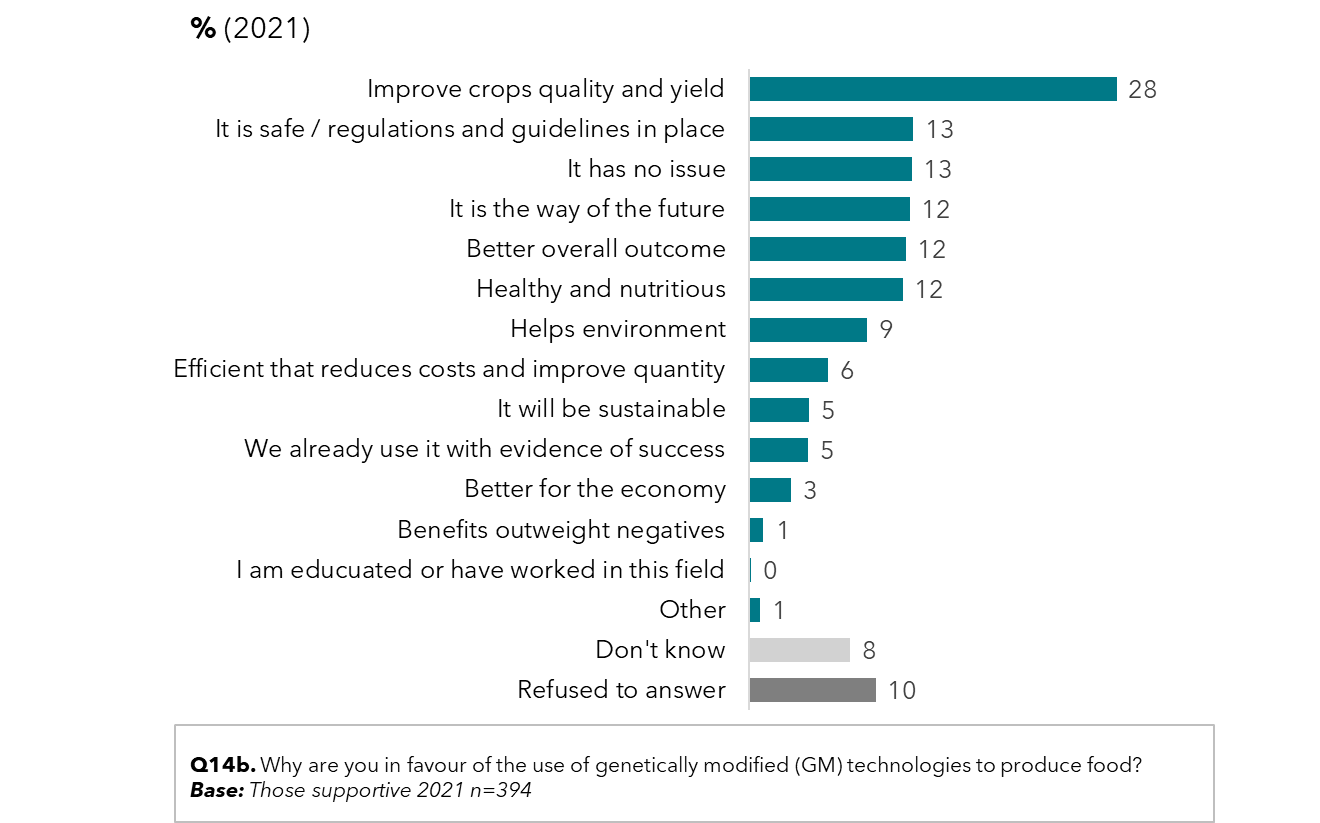 % (2021)
Improve crops quality and yield 28
It is safe / regulations and guidelines in place 13
It has no issue 13
It is the way of the future 12
Better overall outcome 12
Healthy and nutritious 12
Helps environment 9
Efficient that reduces costs and improve quantity 6
It will be sustainable 5
We already use it with evidence of success 5
Better for the economy 3
Benefits outweight negatives 1
I am educuated or have worked in this field 0
Other 1
Don't know 8
Refused to answer 10
Q14b. Why are you in favour of the use of genetically modified (GM) technologies to produce food?
Base: Those supportive 2021 n=394